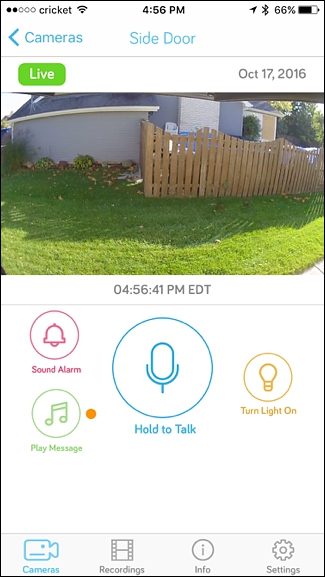 cricket 4:56 PM 66%
Cameras Side Door
Live Oct 17, 2016
04:56:41 PM EDT
Sound Alarm
Hold to Talk
Turn Light On
Play Message
Cameras Recordings Info Settings